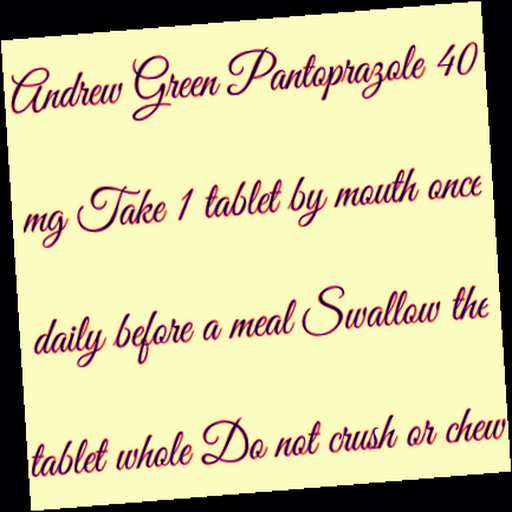 Andrew Green Pantoprazole 40
mg Take 1 tablet by mouth once
daily before a meal Swallow the
tablet whole Do not crush or chew